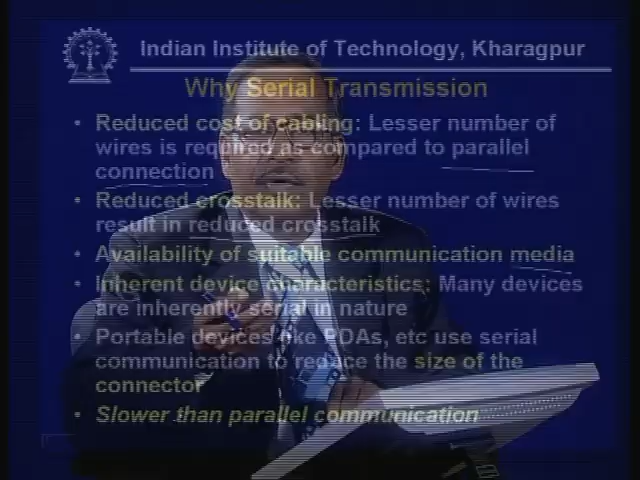 Indian Institute of Technology, Kharagpur
Why Serial Transmission
• Reduced cost of cabling: Lesser number of
wires is required as compared to parallel
connection
• Reduced crosstalk: Lesser number of wires
result in reduced crosstalk
• Availability of suitable communication media
• Inherent device characteristics: Many devices
are inherently serial in nature
• Portable devices like PDAs, etc use serial
communication to reduce the size of the
connector
• Slower than parallel communication